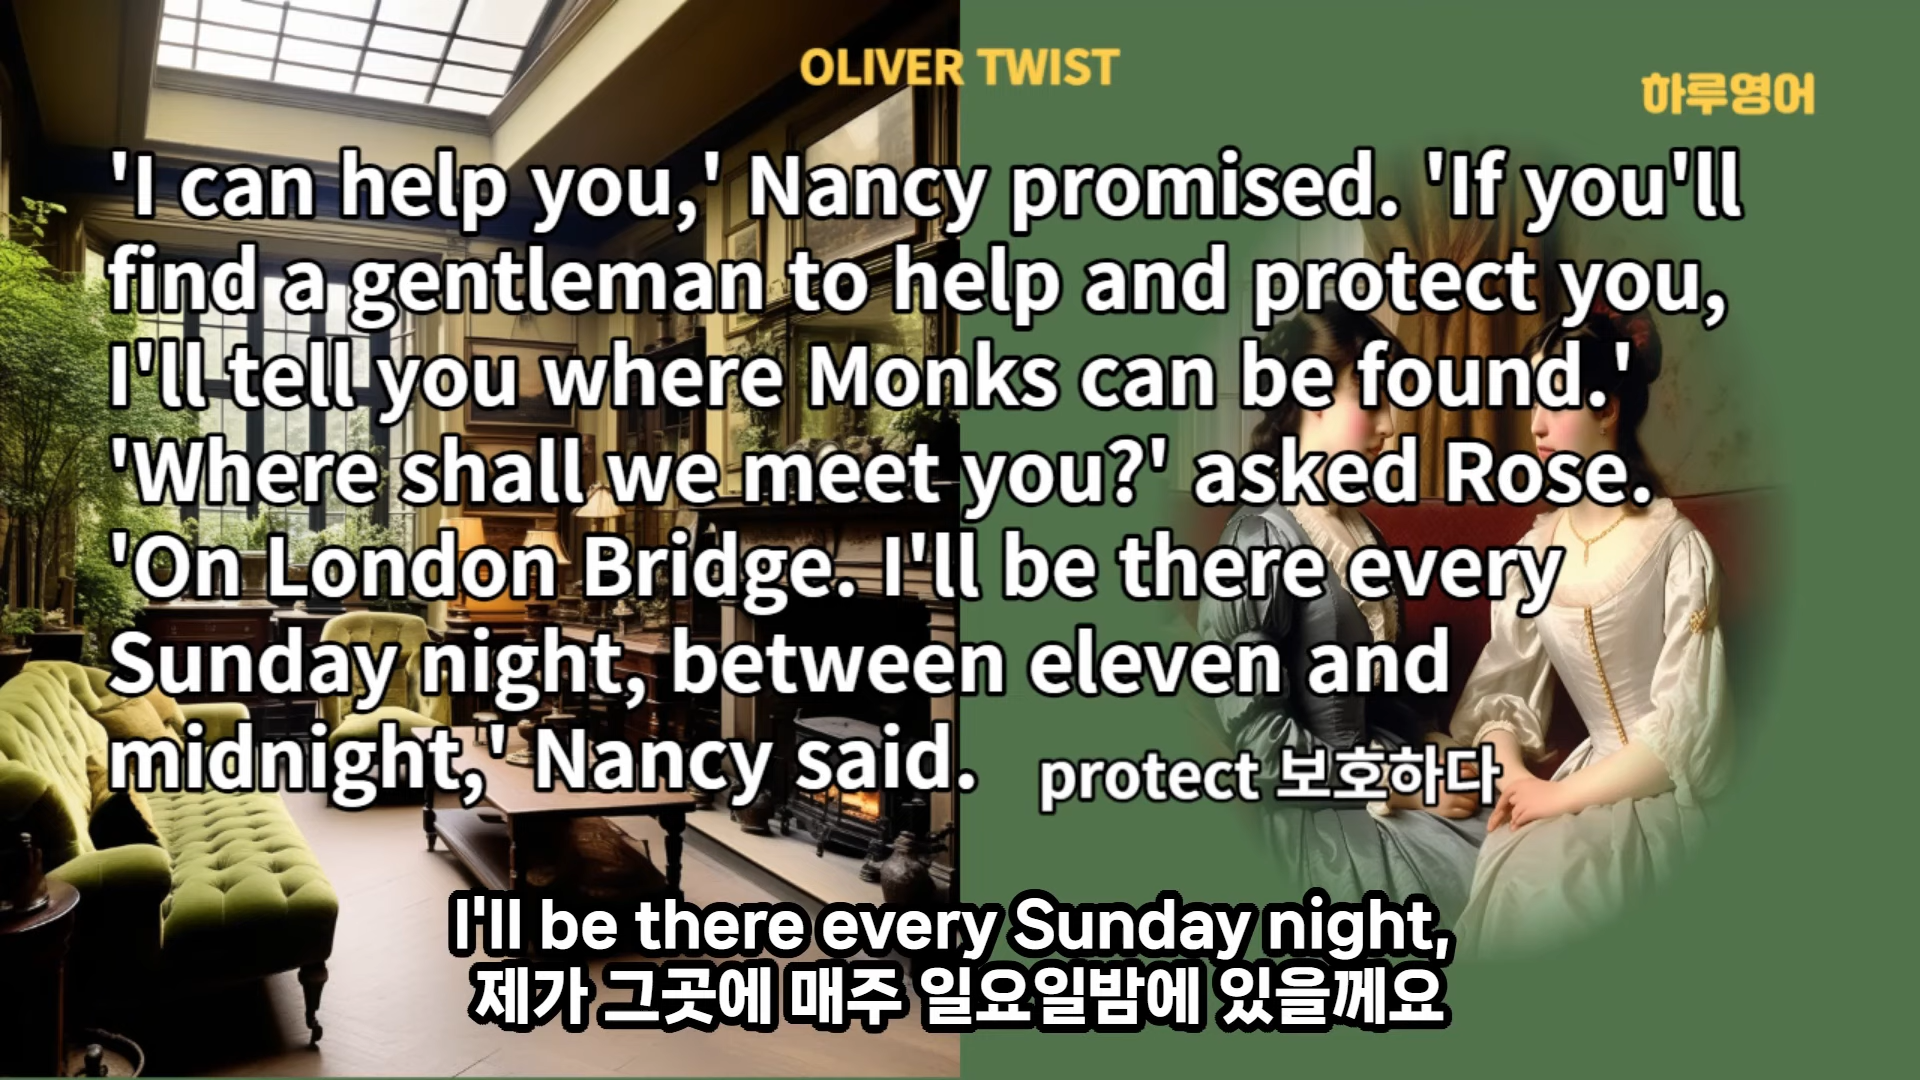 OLIVER TWIST
하루영어
'I can help you,' Nancy promised. 'If you'll
find a gentleman to help and protect you,
I'll tell you where Monks can be found.'
'Where shall we meet you?' asked Rose.
'On London Bridge. I'll be there every
Sunday night, between eleven and
midnight,' Nancy said.
protect 보호하다
I'll be there every Sunday night,
제가 그곳에 매주 일요일밤에 있을께요